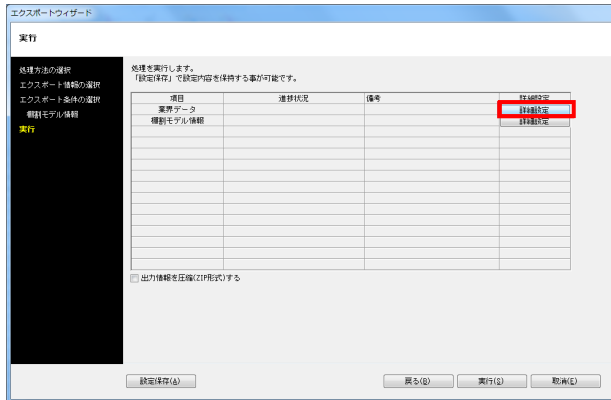 エクスポートウィザード
実行
処理方法の選択
エクスポート情報の選択
エクスポート条件の選択
棚割モデル情報
実行
処理を実行します。
「設定保存」で設定内容を保持する事が可能です。
項目 進捗状況 備考 詳細設定
業界データ 詳細設定
棚割モデル情報 詳細設定
出力情報を圧縮(ZIP形式)する
設定保存(A) 戻る(B) 実行(S) 取消(E)